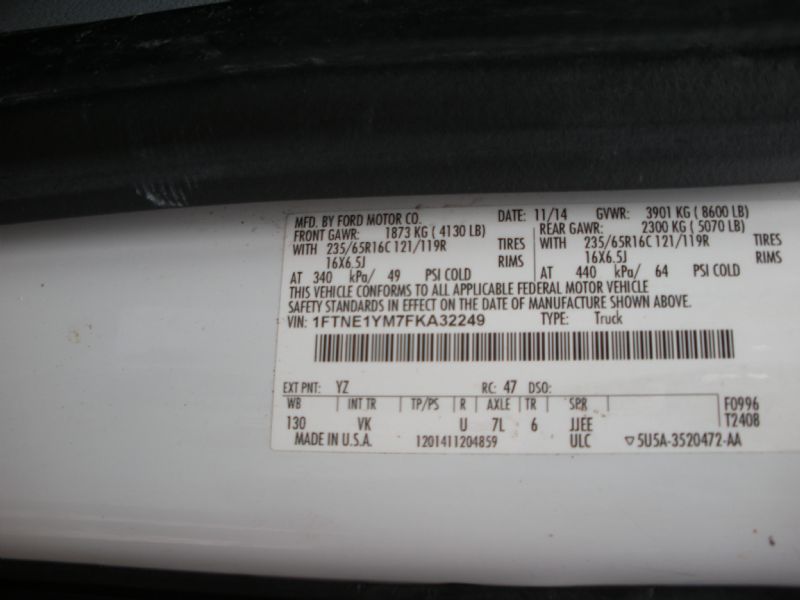 MFD. BY FORD MOTOR CO. DATE: 11/14 GVWR: 3901 KG ( 8600 LB)
FRONT GAWR: 1873 KG ( 4130 LB) REAR GAWR: 2300 KG ( 5070 LB)
WITH 235/65R16C 121/119R TIRES WITH 235/65R16C 121/119R TIRES
16X6.5J RIMS 16X6.5J RIMS
AT 340 kPa/ 49 PSI COLD AT 440 kPa/ 64 PSI COLD
THIS VEHICLE CONFORMS TO ALL APPLICABLE FEDERAL MOTOR VEHICLE
SAFETY STANDARDS IN EFFECT ON THE DATE OF MANUFACTURE SHOWN ABOVE.
VIN: 1FTNE1YM7FKA32249 TYPE: Truck
EXT PNT: YZ RC: 47 DSO:
WB INT TR TP/PS R AXLE TR SPR F0996
130 VK U 7L 6 JJEE T2408
MADE IN U.S.A. 1201411204859 ULC ▽5U5A-3520472-AA